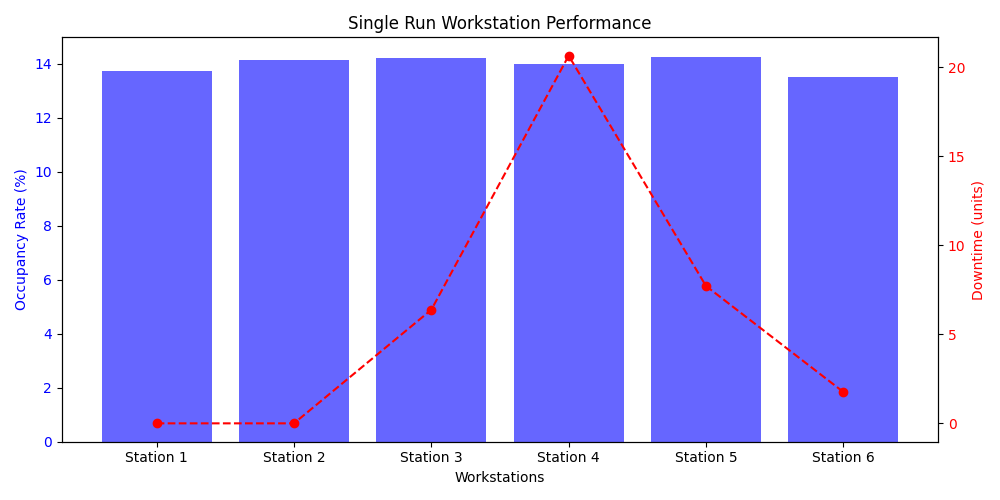 Single Run Workstation Performance
Occupancy Rate (%)
14
12
10
8
6
4
2
0
20
15
10
5
0
Downtime (units)
Station 1 Station 2 Station 3 Station 4 Station 5 Station 6
Workstations